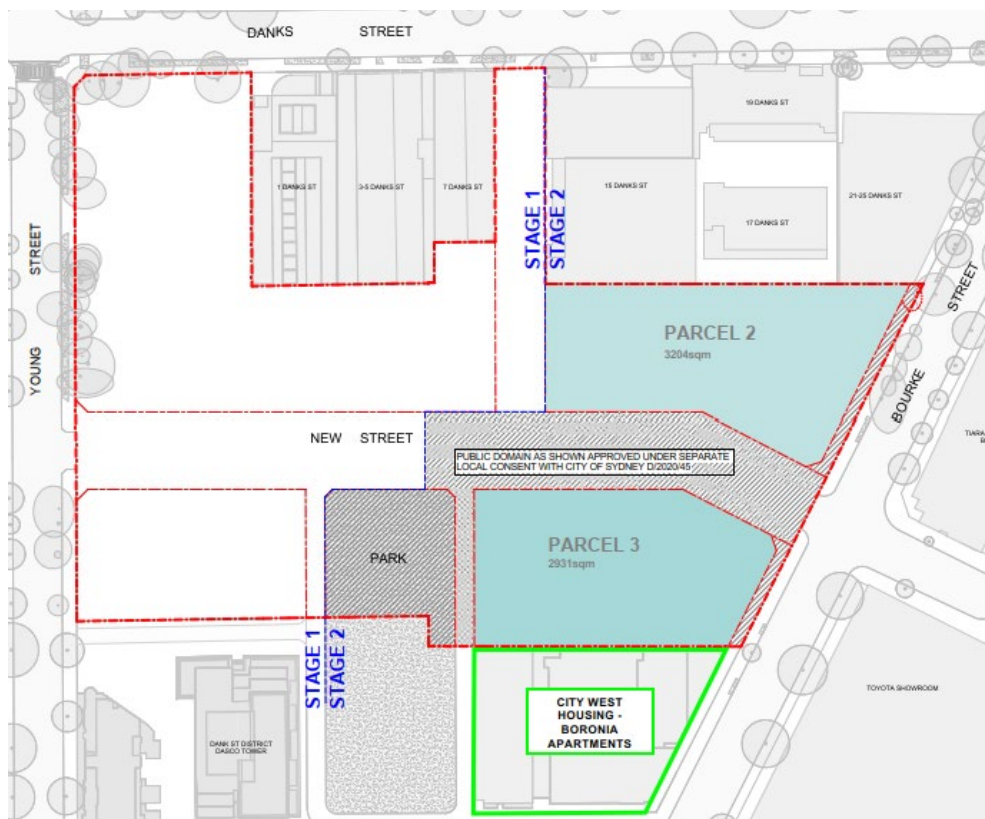 DANKS STREET
19 DANKS ST
1 DANKS ST
3-5 DANKS ST
7 DANKS ST
15 DANKS ST
21-25 DANKS ST
17 DANKS ST
STAGE 1
STAGE 2
YOUNG STREET
BOURKE STREET
PARCEL 2
3204sqm
NEW STREET
PUBLIC DOMAIN AS SHOWN APPROVED UNDER SEPARATE
LOCAL CONSENT WITH CITY OF SYDNEY D/2020/45
TIARA
PARK
PARCEL 3
2931sqm
STAGE 1
STAGE 2
CITY WEST
HOUSING -
BORONIA
APARTMENTS
TOYOTA SHOWROOM
DANK ST DISTRICT
DASCO TOWER